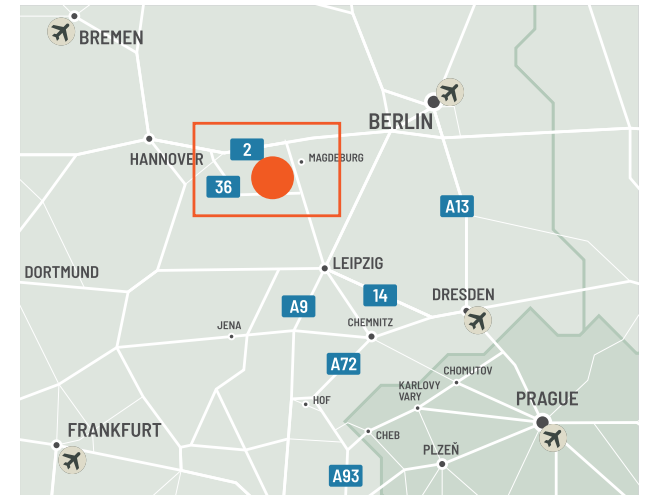 BREMEN
BERLIN
HANNOVER
2
MAGDEBURG
36
A13
DORTMUND
LEIPZIG
A9
14
DRESDEN
JENA
CHEMNITZ
A72
CHOMUTOV
KARLOVY
VARY
HOF
PRAGUE
FRANKFURT
CHEB
PLZEŇ
A93